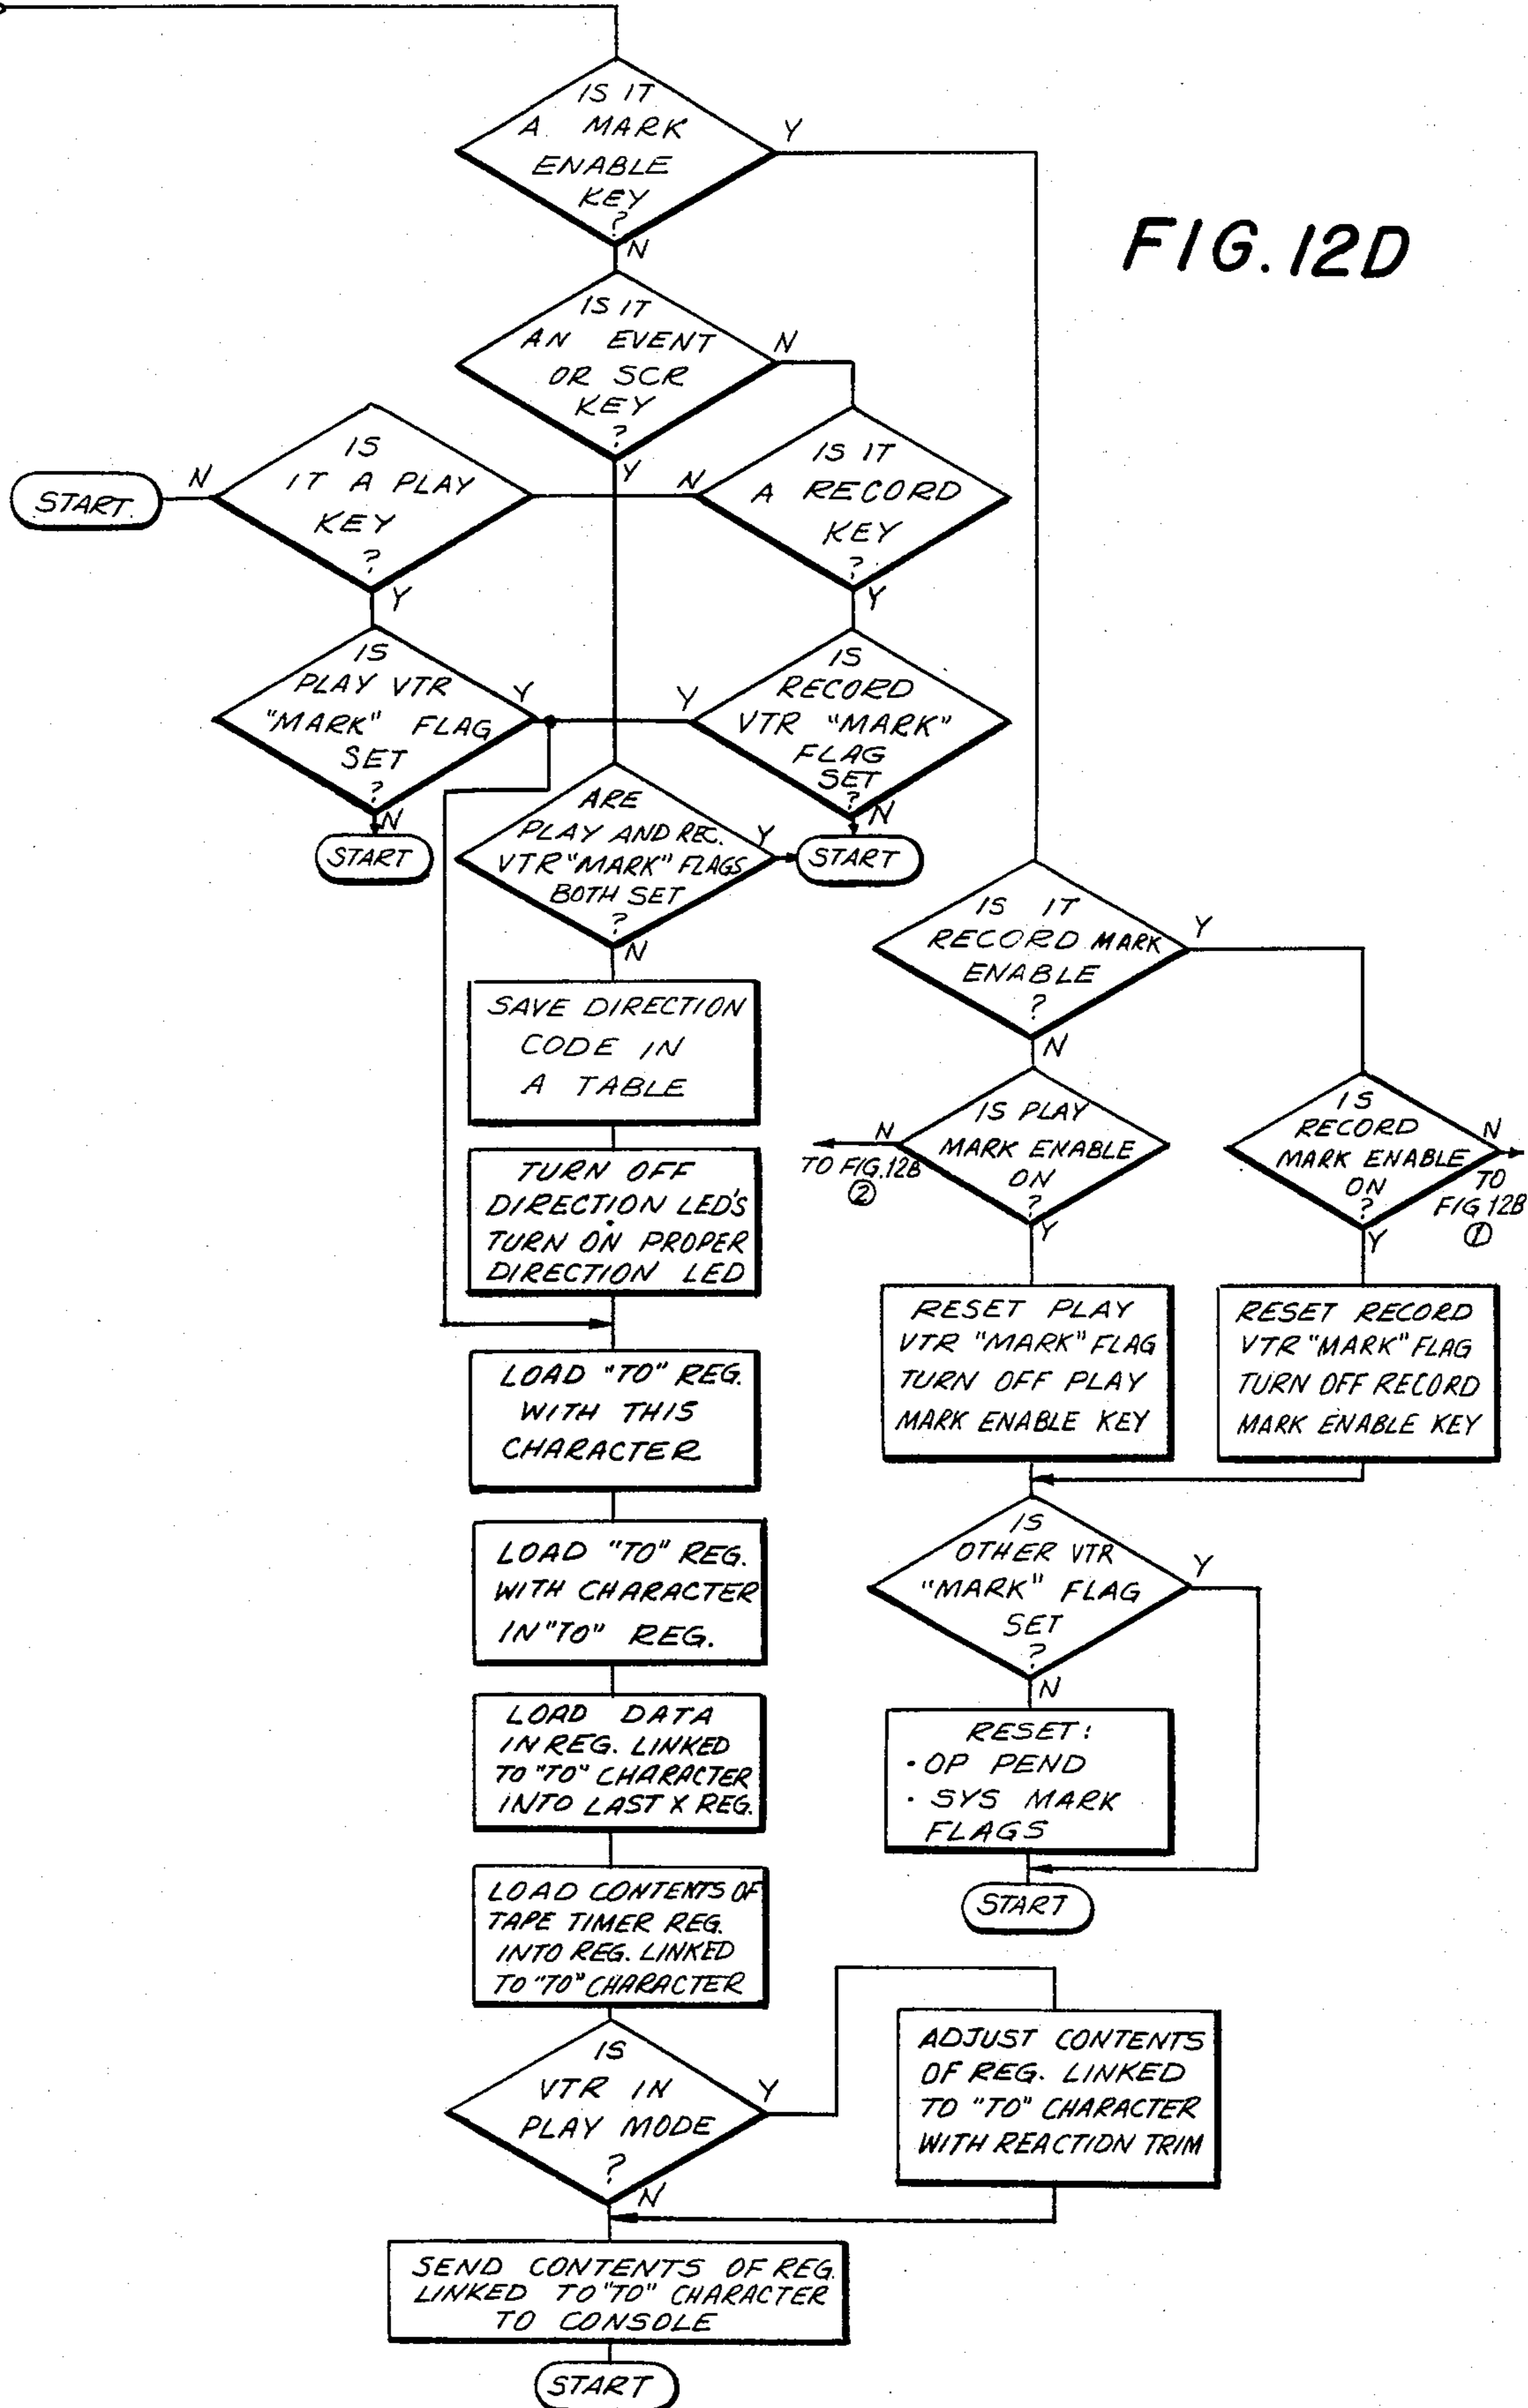 IS IT
A MARK
ENABLE
KEY
?
Y
N
FIG. 12D
IS IT
AN EVENT
OR SCR
KEY
?
N
Y
IS
IT A PLAY
KEY
?
N
Y
START
IS IT
A RECORD
KEY
?
N
Y
IS
PLAY VTR
"MARK" FLAG
SET
?
Y
N
START
IS
RECORD
VTR "MARK"
FLAG
SET
?
Y
N
START
ARE
PLAY AND REC.
VTR "MARK" FLAGS
BOTH SET
?
Y
N
SAVE DIRECTION
CODE IN
A TABLE
TURN OFF
DIRECTION LED'S
TURN ON PROPER
DIRECTION LED
LOAD "TO" REG.
WITH THIS
CHARACTER
LOAD "TO" REG.
WITH CHARACTER
IN "TO" REG.
LOAD DATA
IN REG. LINKED
TO "TO" CHARACTER
INTO LAST X REG.
LOAD CONTENTS OF
TAPE TIMER REG.
INTO REG. LINKED
TO "TO" CHARACTER
IS
VTR IN
PLAY MODE
?
Y
N
ADJUST CONTENTS
OF REG. LINKED
TO "TO" CHARACTER
WITH REACTION TRIM
SEND CONTENTS OF REG.
LINKED TO "TO" CHARACTER
TO CONSOLE
START
IS IT
RECORD MARK
ENABLE
?
Y
N
IS PLAY
MARK ENABLE
ON
?
N
TO FIG. 12B
②
Y
IS
RECORD
MARK ENABLE
ON
?
N
TO
FIG 12B
①
Y
RESET PLAY
VTR "MARK" FLAG
TURN OFF PLAY
MARK ENABLE KEY
RESET RECORD
VTR "MARK" FLAG
TURN OFF RECORD
MARK ENABLE KEY
IS
OTHER VTR
"MARK" FLAG
SET
?
Y
N
RESET:
• OP PEND
• SYS MARK
FLAGS
START